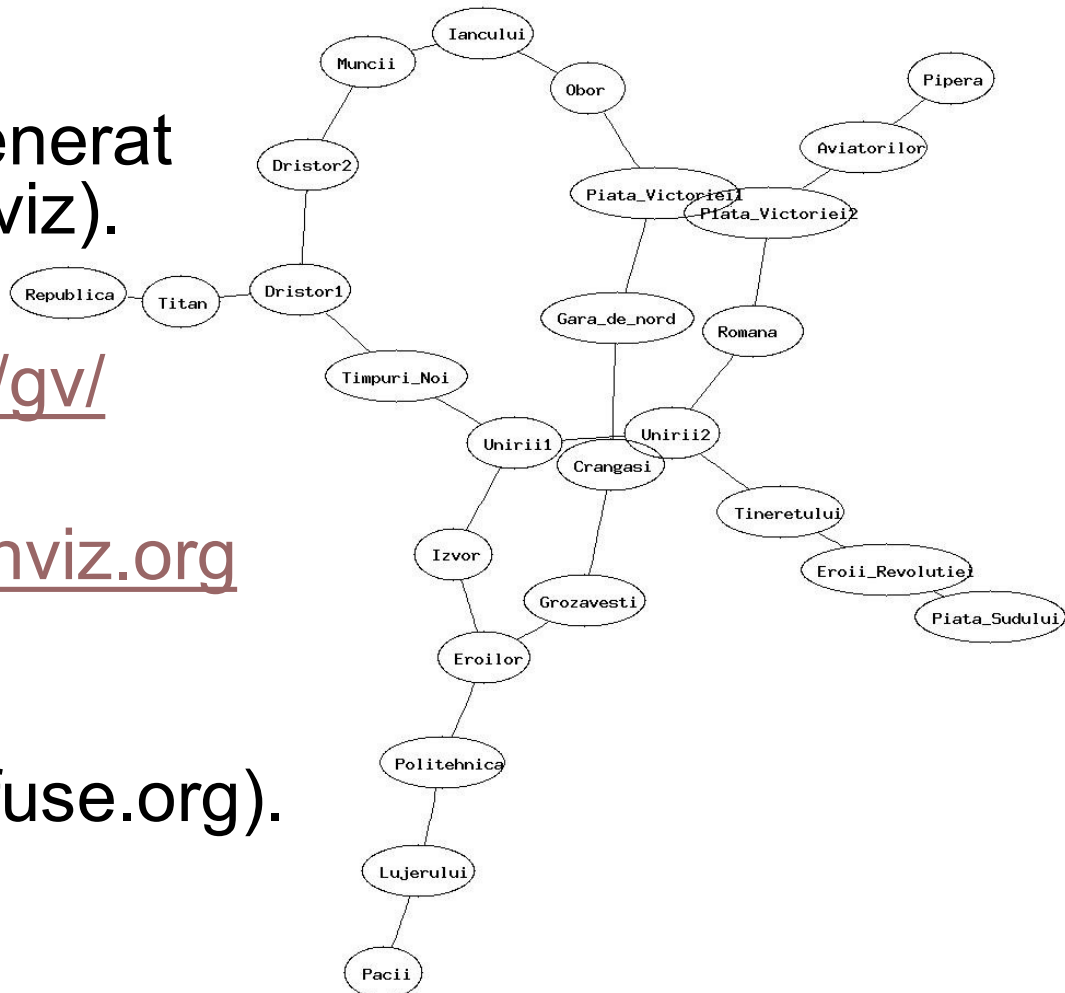 Iancului
Muncii
Pipera
Obor
enerat
Aviatorilor
Dristor2
Piata_Victoriei1
viz).
Piata_Victoriei2
Republica
Titan
Dristor1
Gara_de_nord
Romana
/gv/
Timpuri_Noi
Unirii1
Unirii2
Crangasi
Tineretului
nviz.org
Izvor
Eroii_Revolutiei
Grozavesti
Piata_Sudului
Eroilor
Politehnica
fuse.org).
Lujerului
Pacii